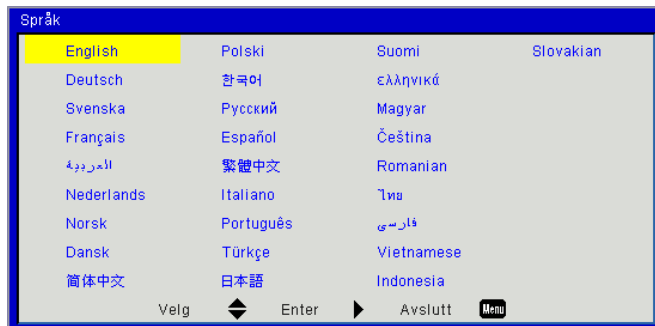 Språk
English Polski Suomi Slovakian
Deutsch 한국어 ελληνικά
Svenska Русский Magyar
Français Español Čeština
العربية 繁體中文 Romanian
Nederlands Italiano ไทย
Norsk Português فارسی
Dansk Türkçe Vietnamese
简体中文 日本語 Indonesia
Velg Enter Avslutt Menu